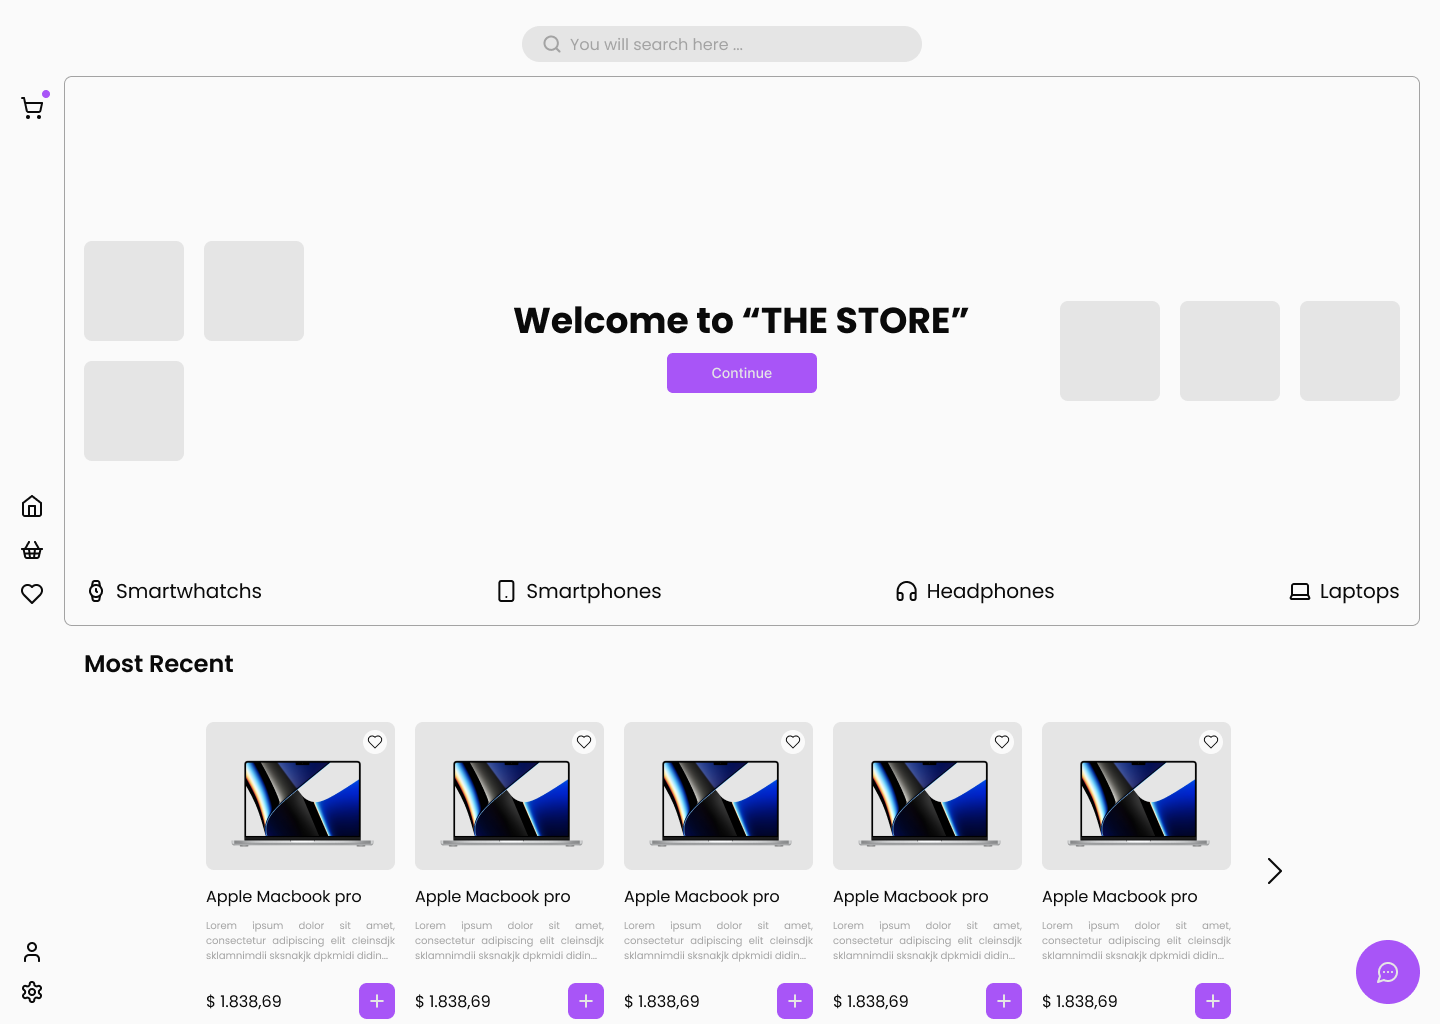 You will search here ...
Welcome to “THE STORE”
Continue
Smartwhatchs
Smartphones
Headphones
Laptops
Most Recent
Apple Macbook pro
Lorem ipsum dolor sit amet,
consectetur adipiscing elit cleinsdjk
sklamnimdii sksnakjk dpkmidi didin...
$ 1.838,69
Apple Macbook pro
Lorem ipsum dolor sit amet,
consectetur adipiscing elit cleinsdjk
sklamnimdii sksnakjk dpkmidi didin...
$ 1.838,69
Apple Macbook pro
Lorem ipsum dolor sit amet,
consectetur adipiscing elit cleinsdjk
sklamnimdii sksnakjk dpkmidi didin...
$ 1.838,69
Apple Macbook pro
Lorem ipsum dolor sit amet,
consectetur adipiscing elit cleinsdjk
sklamnimdii sksnakjk dpkmidi didin...
$ 1.838,69
Apple Macbook pro
Lorem ipsum dolor sit amet,
consectetur adipiscing elit cleinsdjk
sklamnimdii sksnakjk dpkmidi didin...
$ 1.838,69